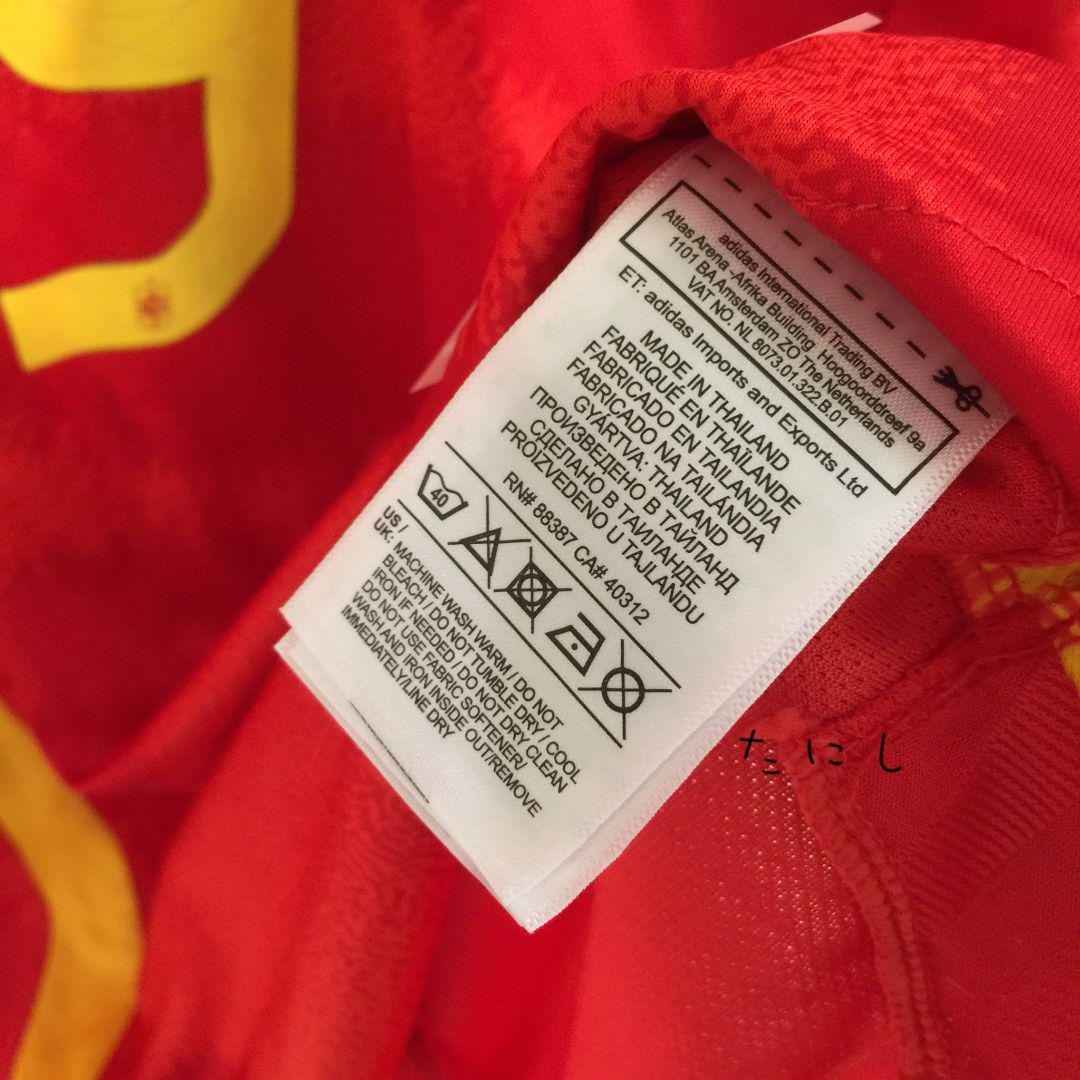 adidas International Trading BV
Atlas Arena -Afrika Building Hoogoorddreef 9a
1101 BA Amsterdam ZO The Netherlands
VAT NO. NL 8073.01.322.B.01
ET: adidas Imports and Exports Ltd
MADE IN THAILAND
FABRIQUÉ EN THAÏLANDE
FABRICADO EN TAILANDIA
FABRICADO NA TAILÂNDIA
GYÁRTVA: THAILAND
ПРОИЗВЕДЕНО В ТАЙЛАНД
СДЕЛАНО В ТАИЛАНДЕ
PROIZVEDENO U TAJLANDU
RN# 88387 CA# 40312
40
US /
UK: MACHINE WASH WARM / DO NOT
BLEACH / DO NOT TUMBLE DRY / COOL
IRON IF NEEDED / DO NOT DRY CLEAN
DO NOT USE FABRIC SOFTENER/
WASH AND IRON INSIDE OUT/REMOVE
IMMEDIATELY/LINE DRY
たにし